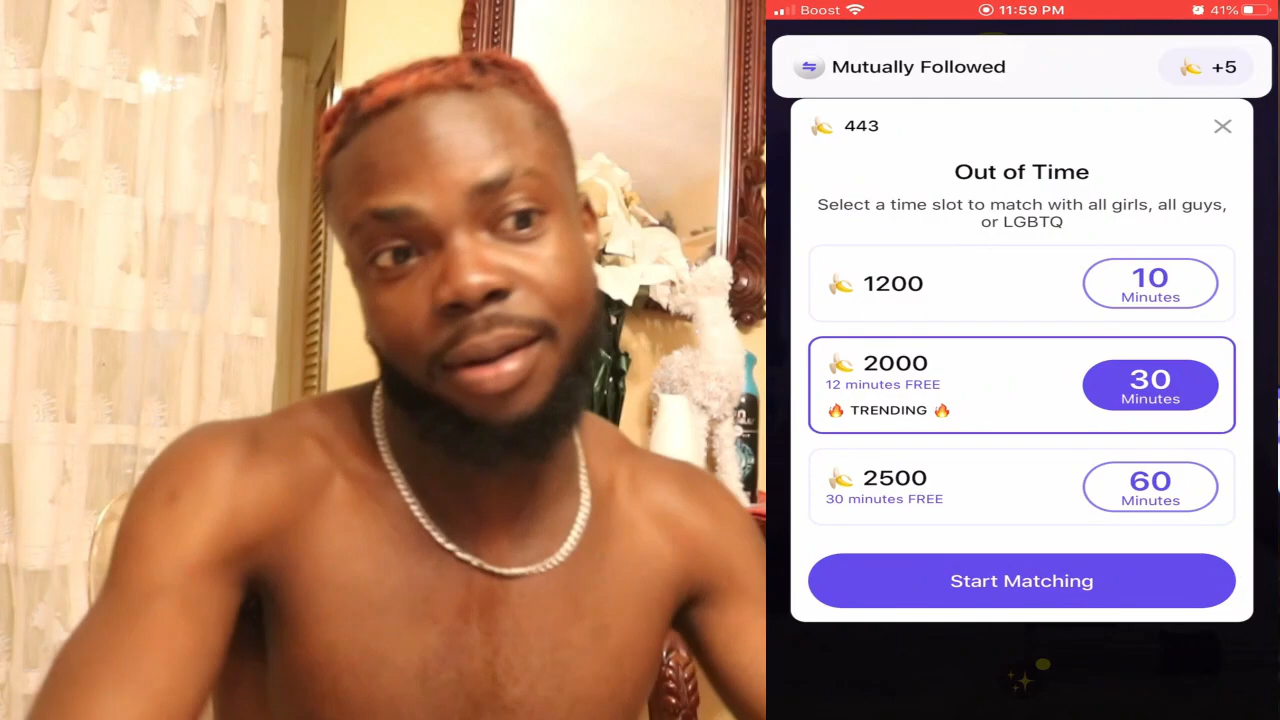 Boost 11:59 PM 41%
Mutually Followed +5
443
Out of Time
Select a time slot to match with all girls, all guys,
or LGBTQ
1200 10
Minutes
2000 30
12 minutes FREE Minutes
TRENDING
2500 60
30 minutes FREE Minutes
Start Matching